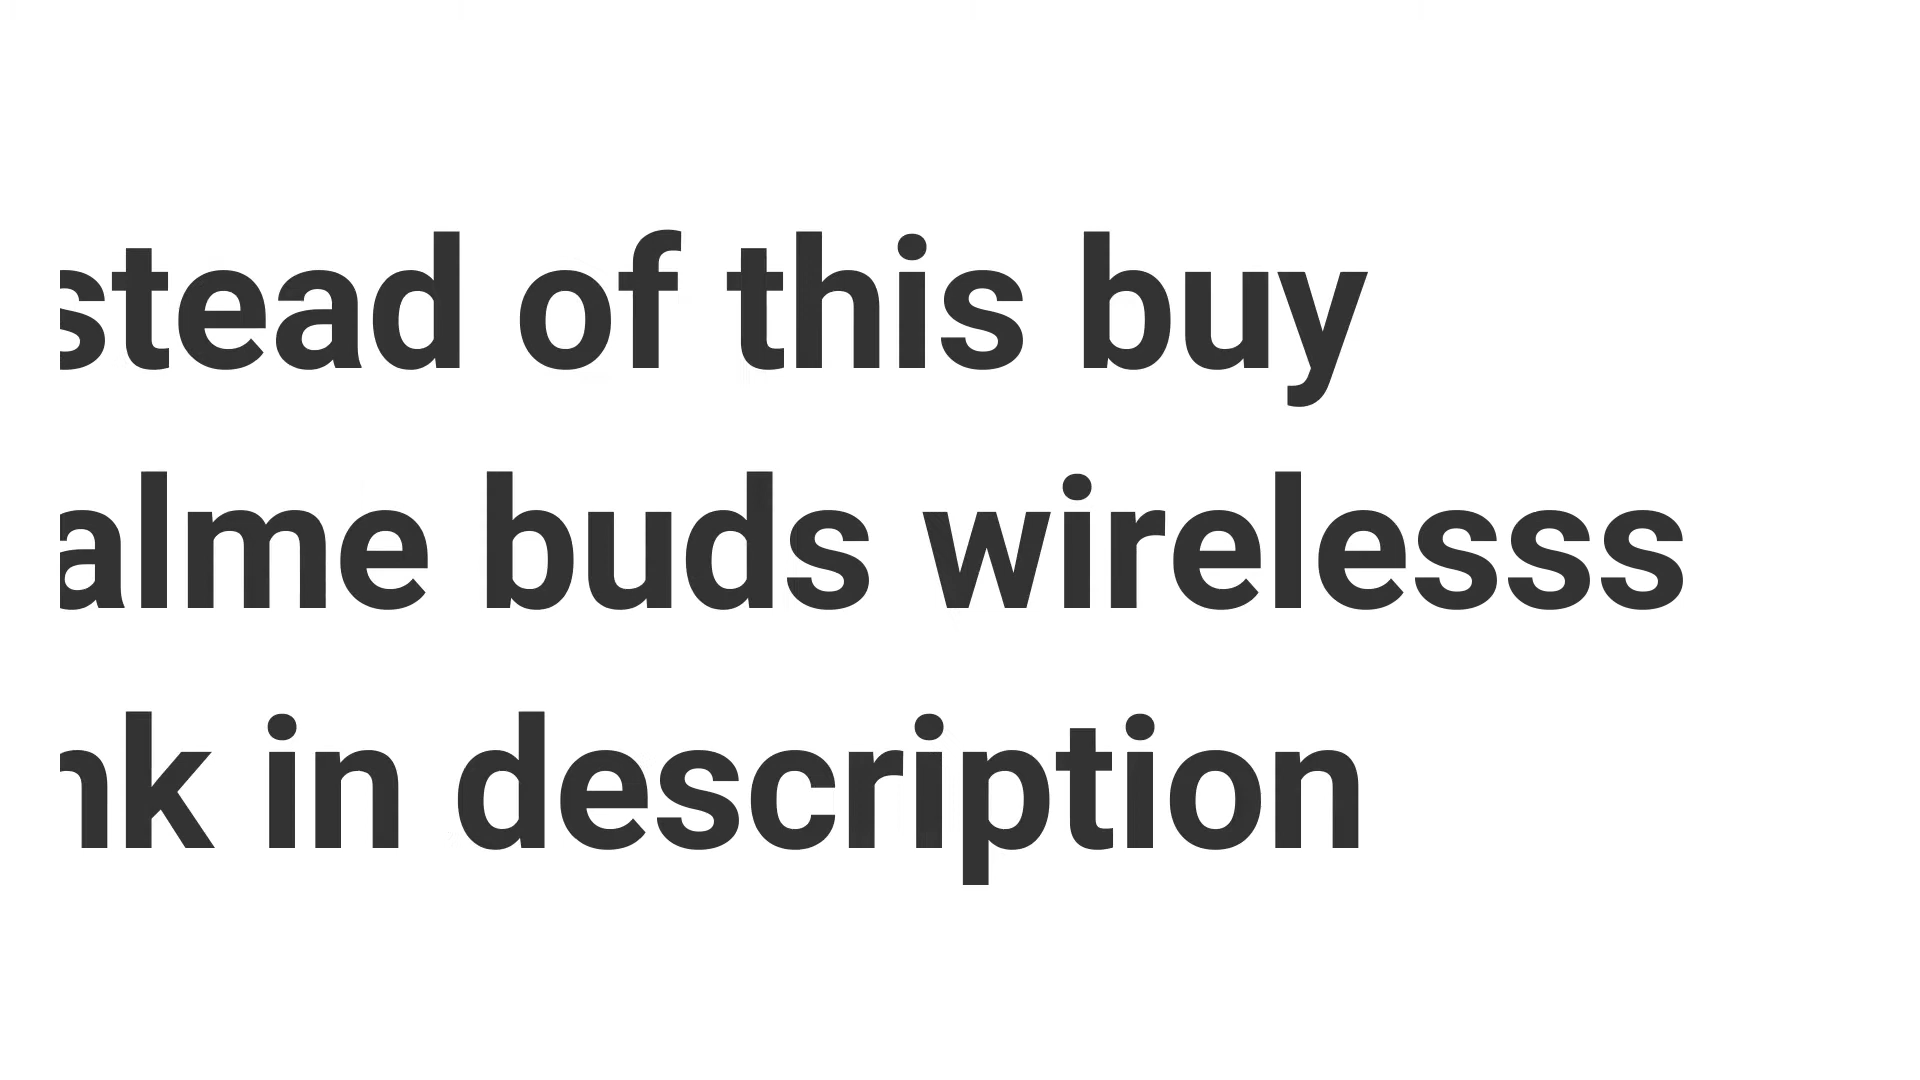 stead of this buy
alme buds wirelesss
nk in description